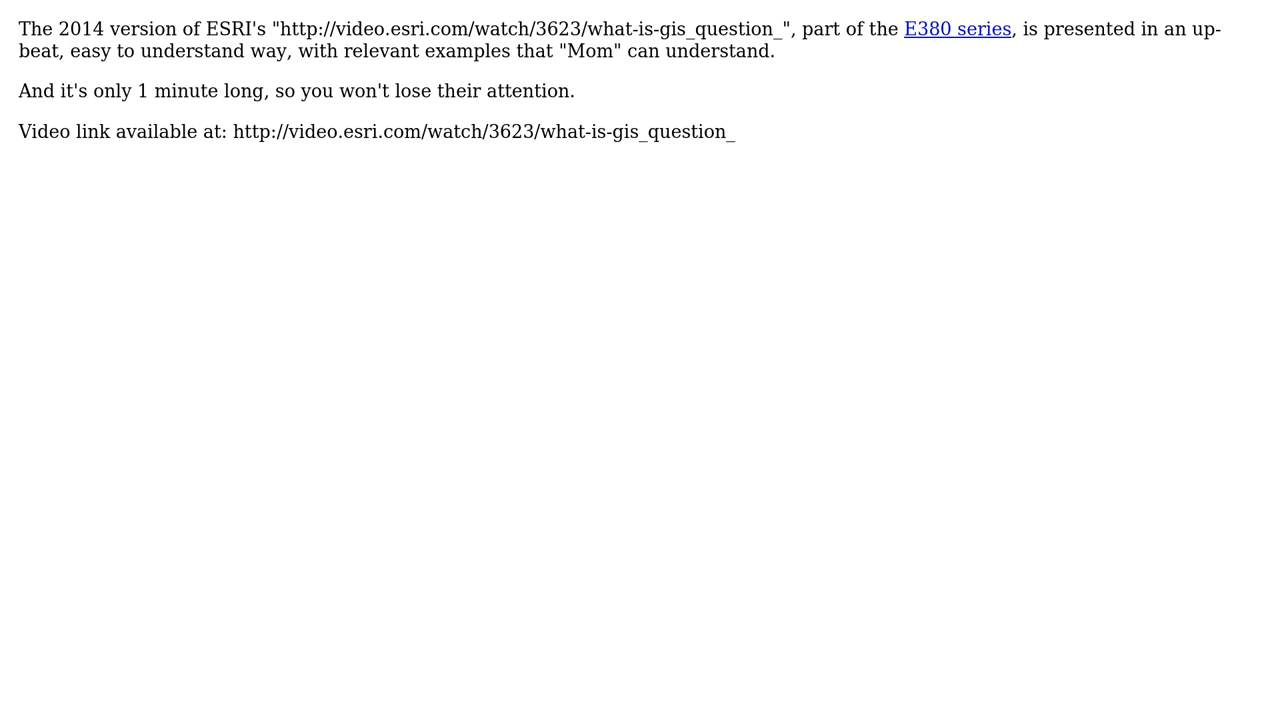 The 2014 version of ESRI's "http://video.esri.com/watch/3623/what-is-gis_question_", part of the E380 series, is presented in an up-
beat, easy to understand way, with relevant examples that "Mom" can understand.
And it's only 1 minute long, so you won't lose their attention.
Video link available at: http://video.esri.com/watch/3623/what-is-gis_question_